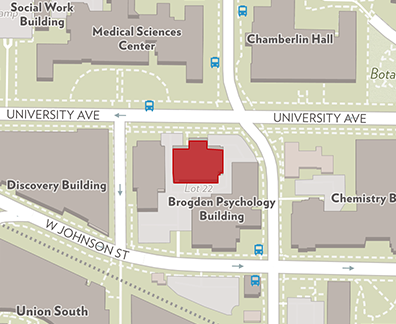 Social Work
Building
Medical Sciences
Center
Chamberlin Hall
Bota
UNIVERSITY AVE
UNIVERSITY AVE
Lot 22
Discovery Building
Brogden Psychology
Building
Chemistry B
W JOHNSON ST
Union South